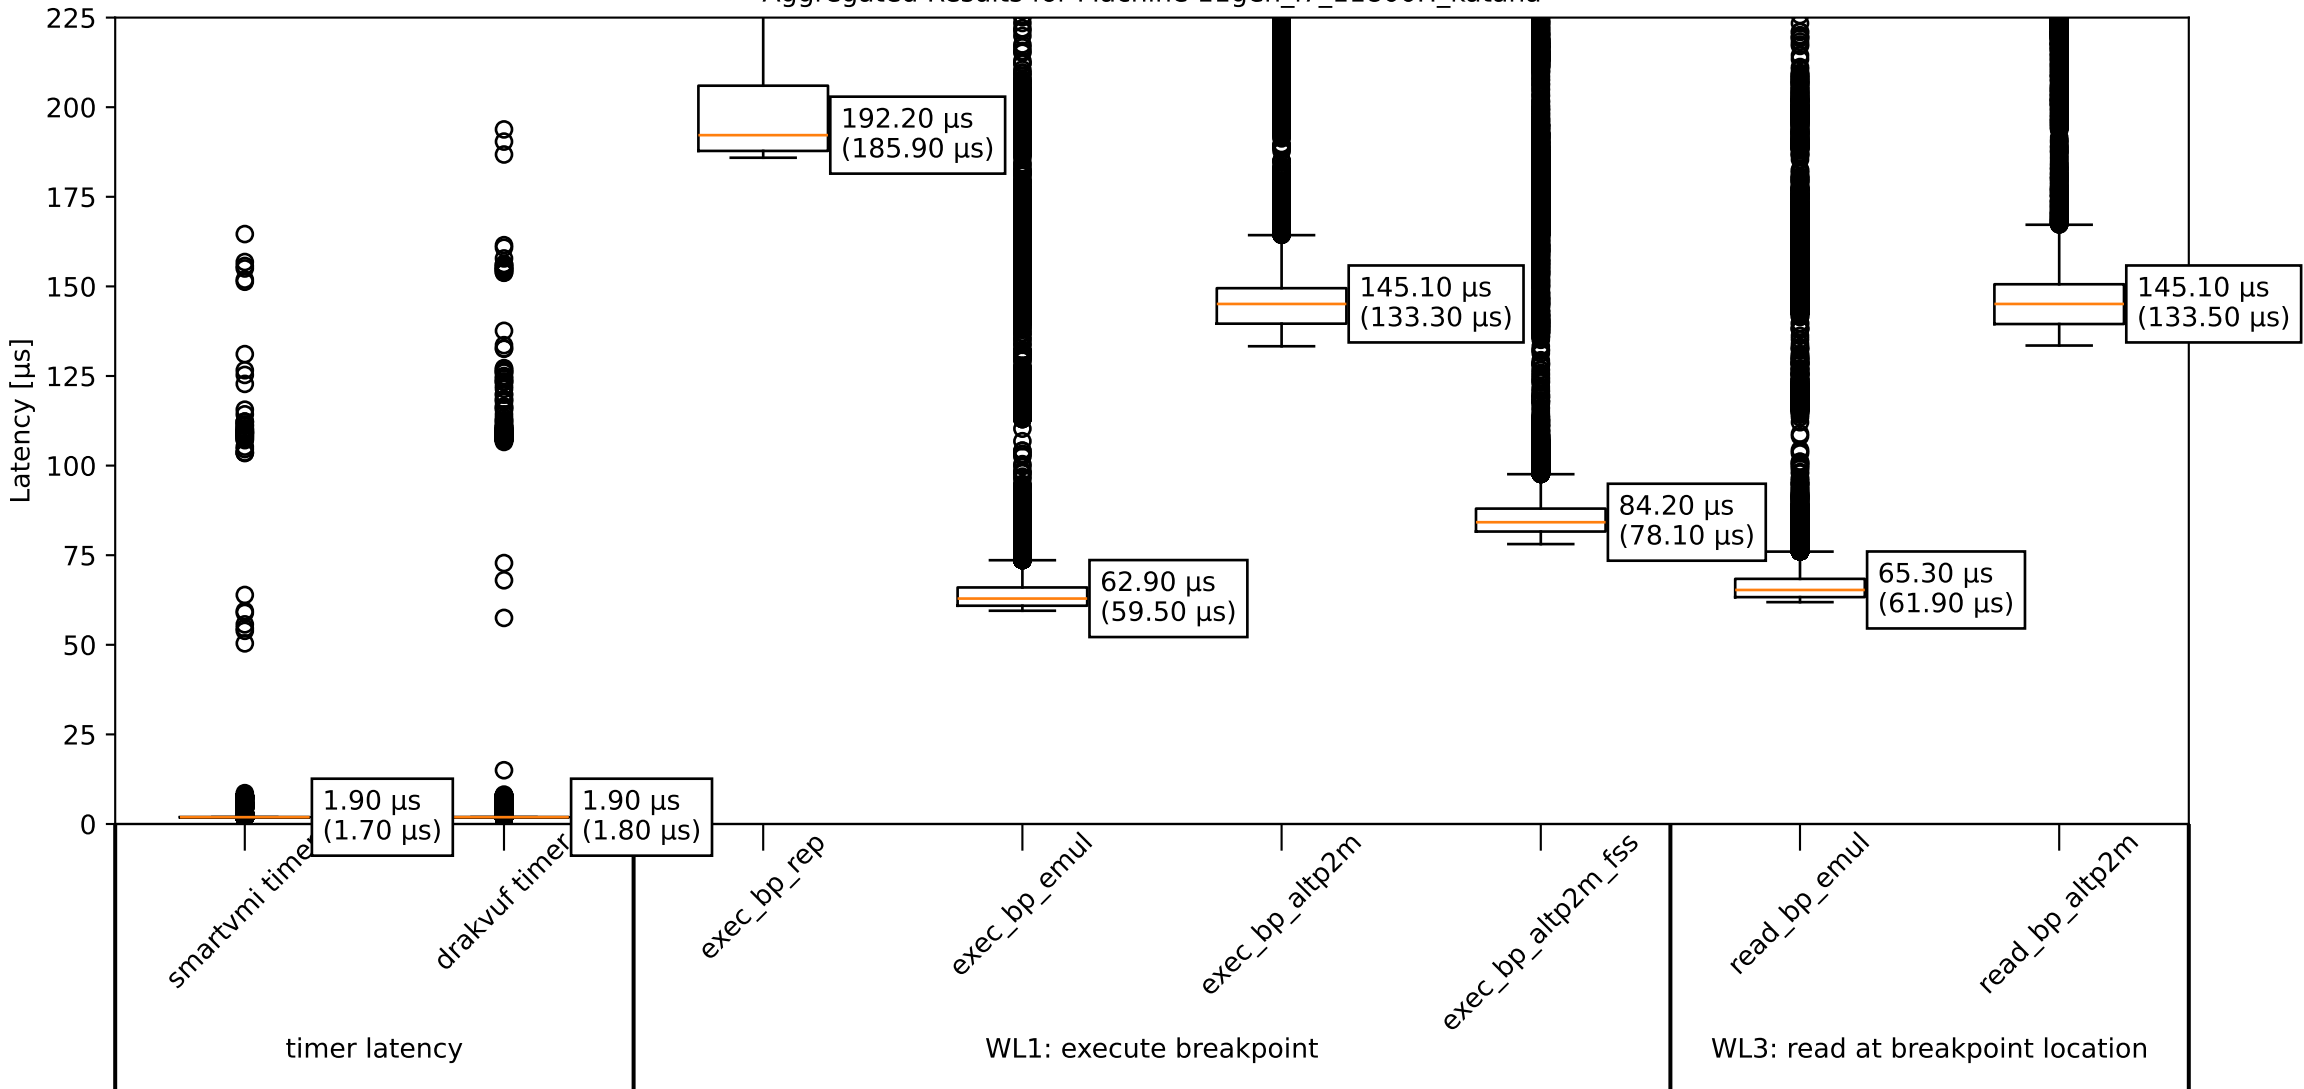 225
200
175
150
125
100
75
50
25
0
Latency [µs]
192.20 µs
(185.90 µs)
145.10 µs
(133.30 µs)
145.10 µs
(133.50 µs)
84.20 µs
(78.10 µs)
62.90 µs
(59.50 µs)
65.30 µs
(61.90 µs)
1.90 µs
(1.70 µs)
1.90 µs
(1.80 µs)
smartvmi timer
drakvuf timer
exec_bp_rep
exec_bp_emul
exec_bp_altp2m
exec_bp_altp2m_fss
read_bp_emul
read_bp_altp2m
timer latency
WL1: execute breakpoint
WL3: read at breakpoint location